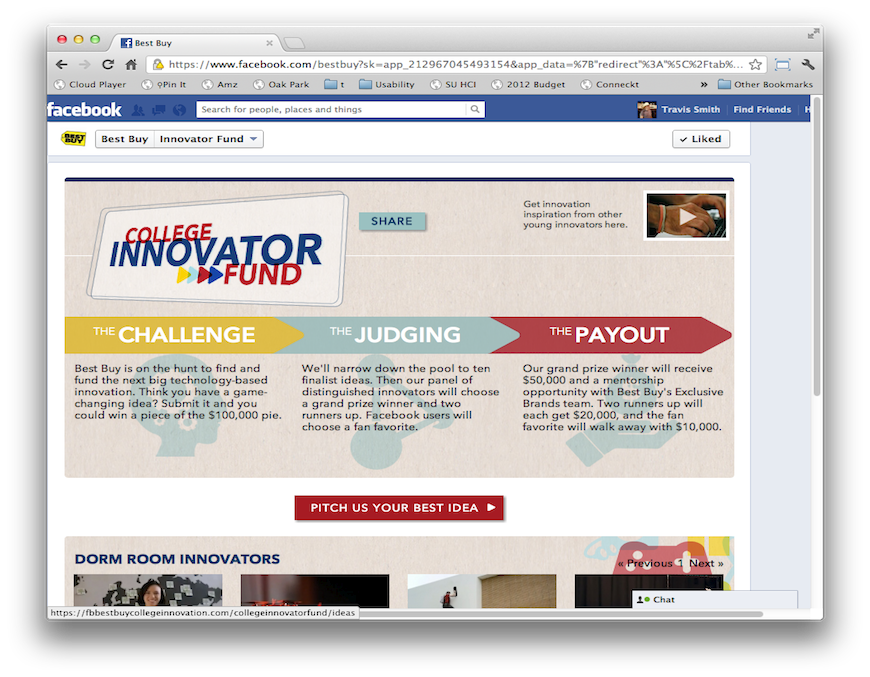 Best Buy
https://www.facebook.com/bestbuy?sk=app_212967045493154&app_data=%7B"redirect"%3A"%5C%2Ftab%...
Cloud Player
Pin It
Amz
Oak Park
t
Usability
SU HCI
2012 Budget
Conneckt
»
Other Bookmarks
facebook
Search for people, places and things
Travis Smith
Find Friends
H
BEST BUY
Best Buy
Innovator Fund
✓ Liked
COLLEGE
INNOVATOR
FUND
SHARE
Get innovation
inspiration from other
young innovators here.
THE CHALLENGE
THE JUDGING
THE PAYOUT
Best Buy is on the hunt to find and
fund the next big technology-based
innovation. Think you have a game-
changing idea? Submit it and you
could win a piece of the $100,000 pie.
We'll narrow down the pool to ten
finalist ideas. Then our panel of
distinguished innovators will choose
a grand prize winner and two
runners up. Facebook users will
choose a fan favorite.
Our grand prize winner will receive
$50,000 and a mentorship
opportunity with Best Buy's Exclusive
Brands team. Two runners up will
each get $20,000, and the fan
favorite will walk away with $10,000.
PITCH US YOUR BEST IDEA
DORM ROOM INNOVATORS
« Previous 1 Next »
Chat
https://fbbestbuycollegeinnovation.com/collegeinnovatorfund/ideas